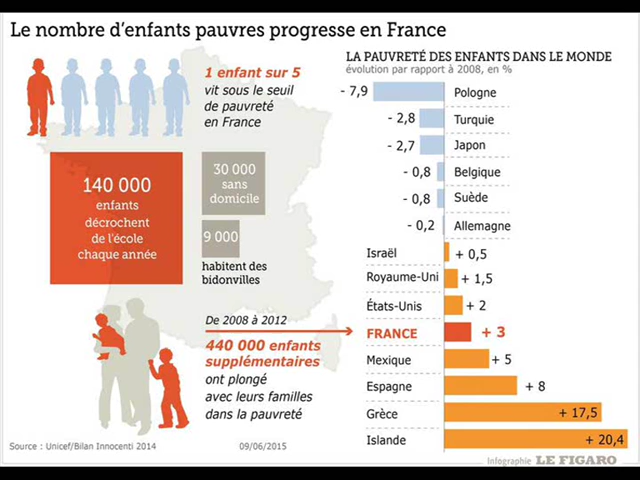 Le nombre d'enfants pauvres progresse en France
1 enfant sur 5
vit sous le seuil
de pauvreté
en France
140 000
enfants
décrochent
de l'école
chaque année
30 000
sans
domicile
9 000
habitent des
bidonvilles
De 2008 à 2012
440 000 enfants
supplémentaires
ont plongé
avec leurs familles
dans la pauvreté
LA PAUVRETÉ DES ENFANTS DANS LE MONDE
évolution par rapport à 2008, en %
- 7,9 Pologne
- 2,8 Turquie
- 2,7 Japon
- 0,8 Belgique
- 0,8 Suède
- 0,2 Allemagne
Israël + 0,5
Royaume-Uni + 1,5
États-Unis + 2
FRANCE + 3
Mexique + 5
Espagne + 8
Grèce + 17,5
Islande + 20,4
Source : Unicef/Bilan Innocenti 2014 09/06/2015
Infographie LE FIGARO